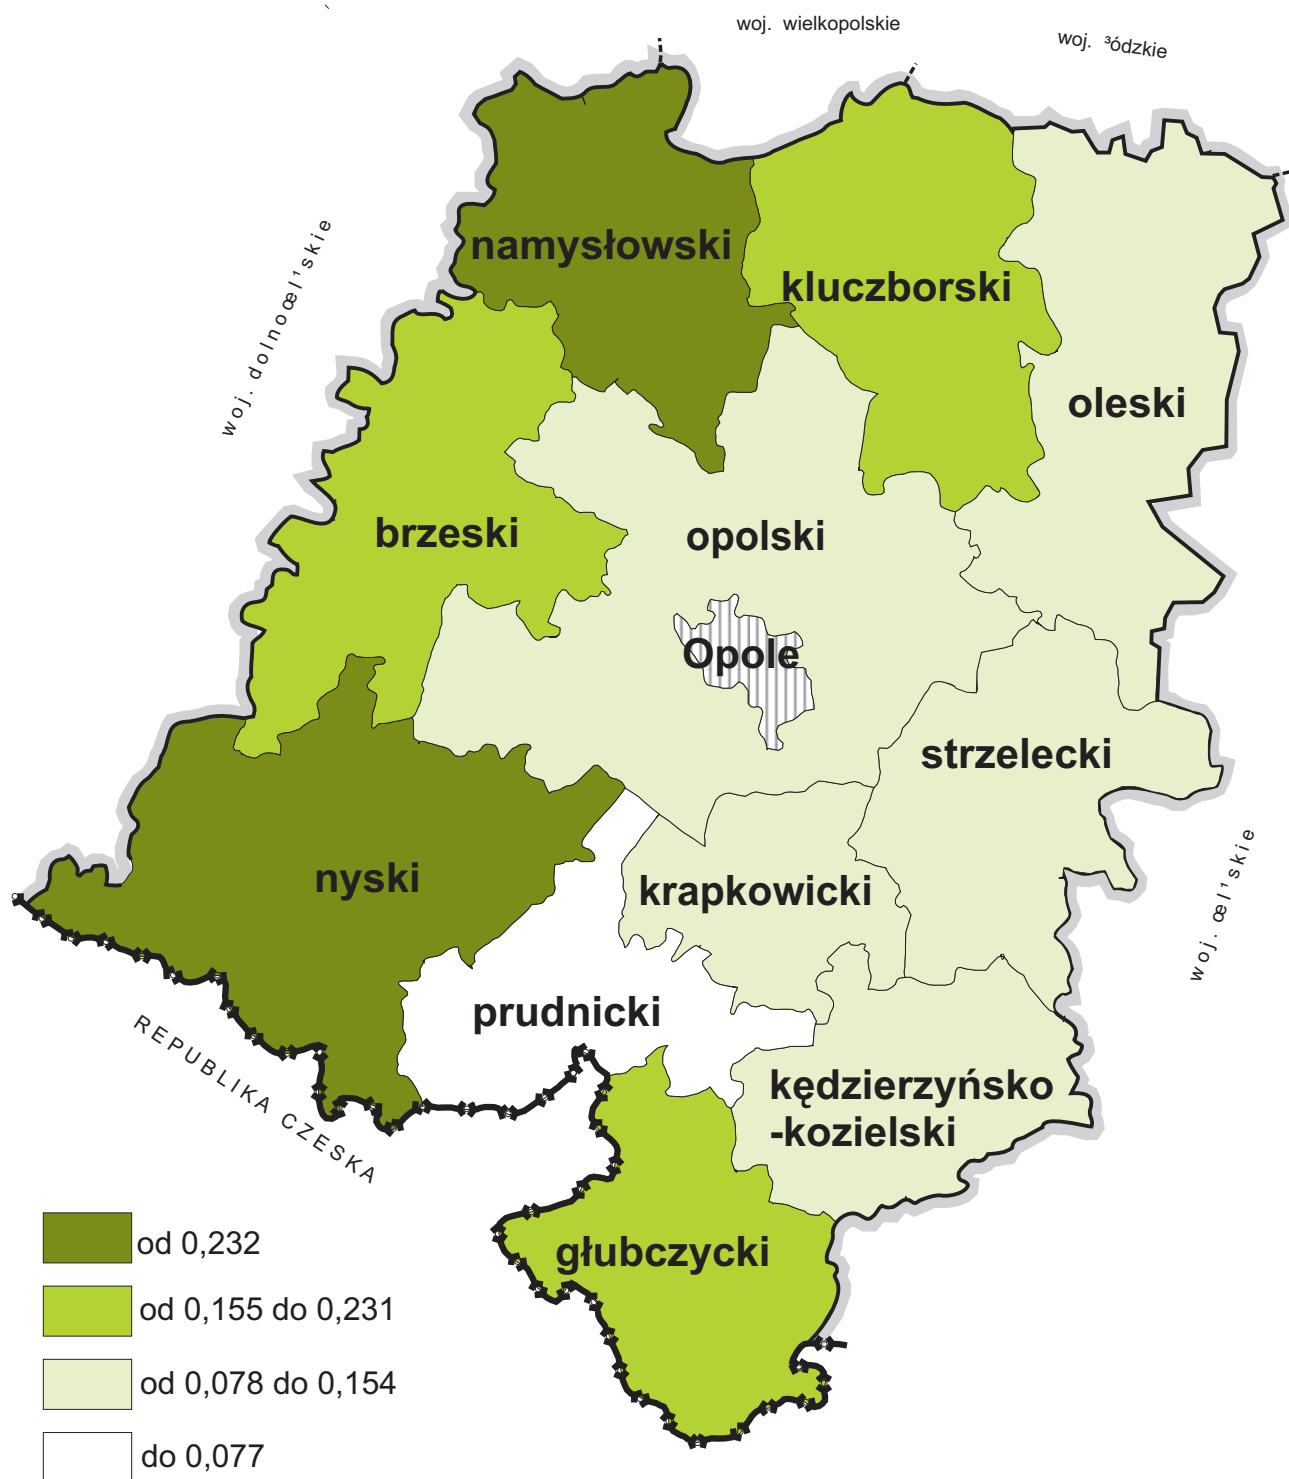 woj. wielkopolskie
woj. ³ódzkie
namysłowski
kluczborski
woj. dolnoœl¹skie
oleski
brzeski
opolski
Opole
strzelecki
nyski
krapkowicki
woj. œl¹skie
prudnicki
REPUBLIKA CZESKA
kędzierzyńsko
-kozielski
głubczycki
od 0,232
od 0,155 do 0,231
od 0,078 do 0,154
do 0,077